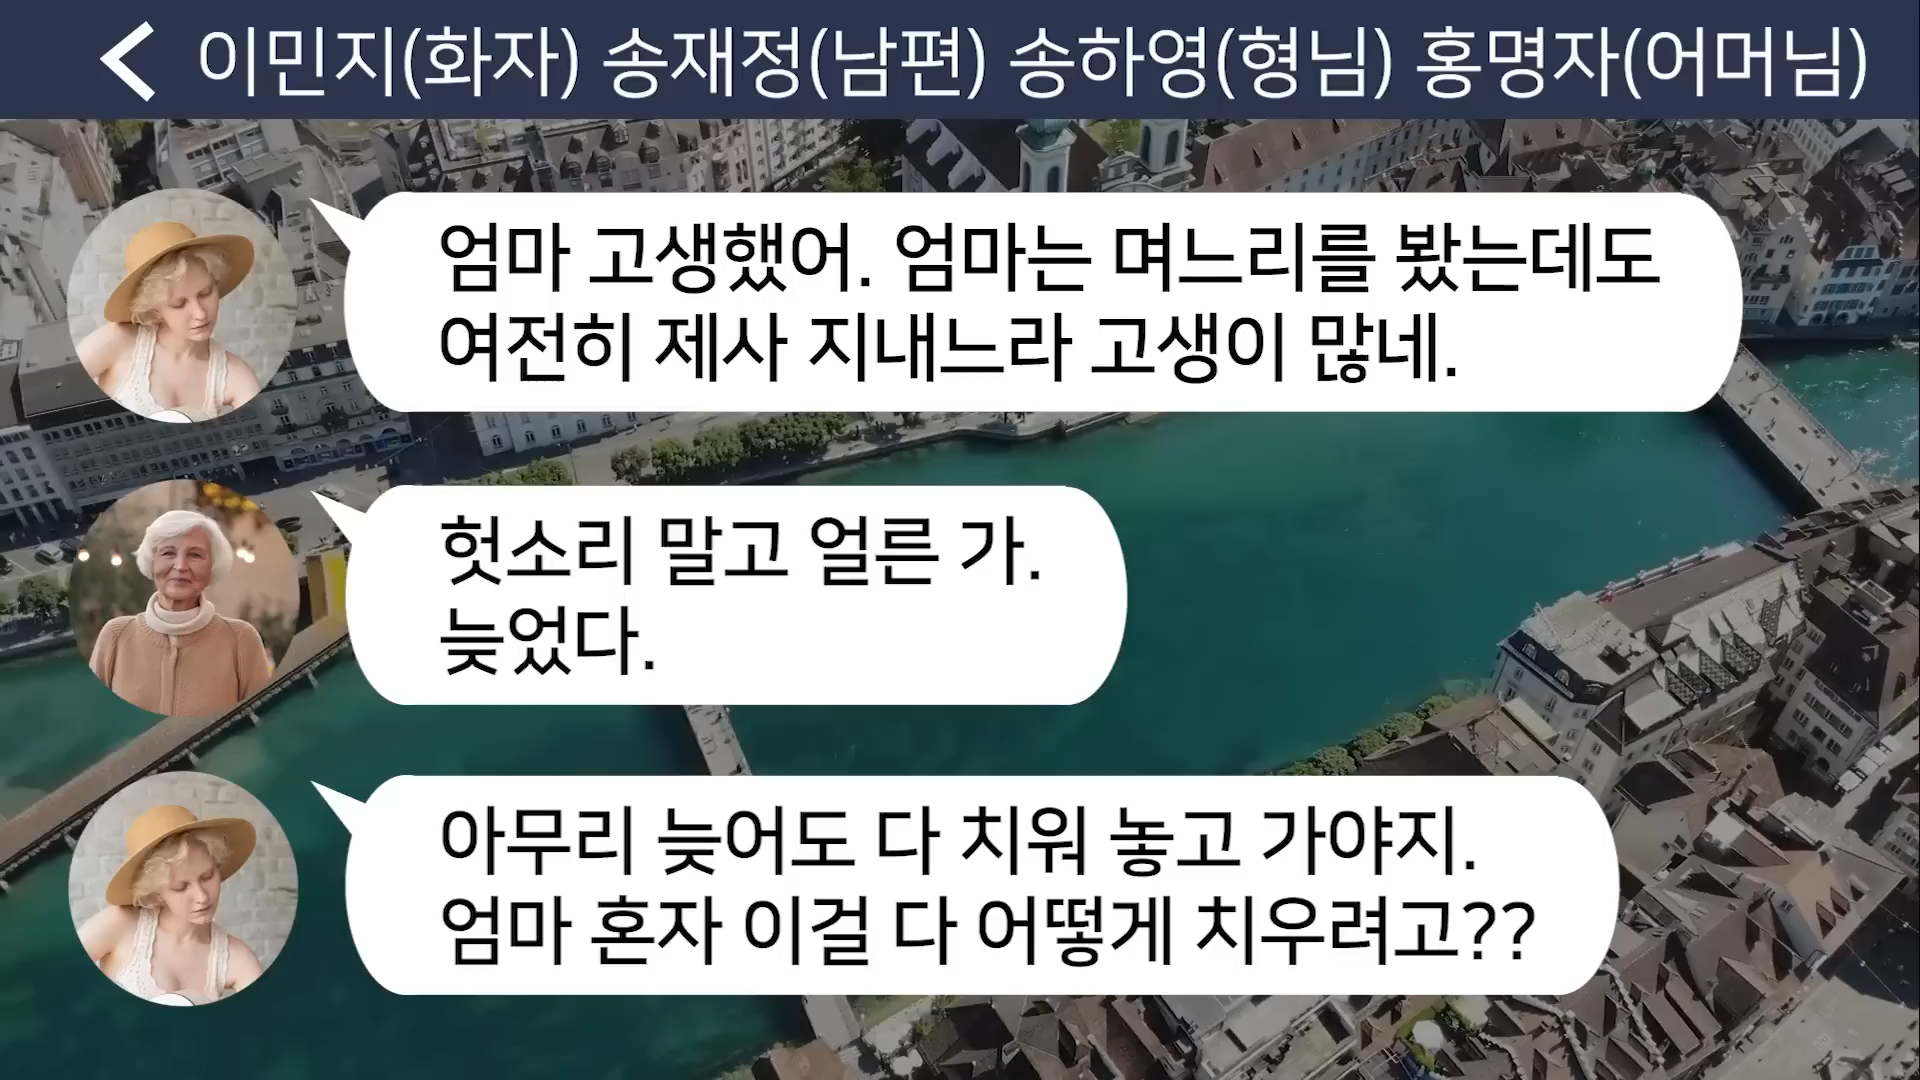 이민지(화자) 송재정(남편) 송하영(형님) 홍명자(어머님)
엄마 고생했어. 엄마는 며느리를 봤는데도
여전히 제사 지내느라 고생이 많네.
헛소리 말고 얼른 가.
늦었다.
아무리 늦어도 다 치워 놓고 가야지.
엄마 혼자 이걸 다 어떻게 치우려고??